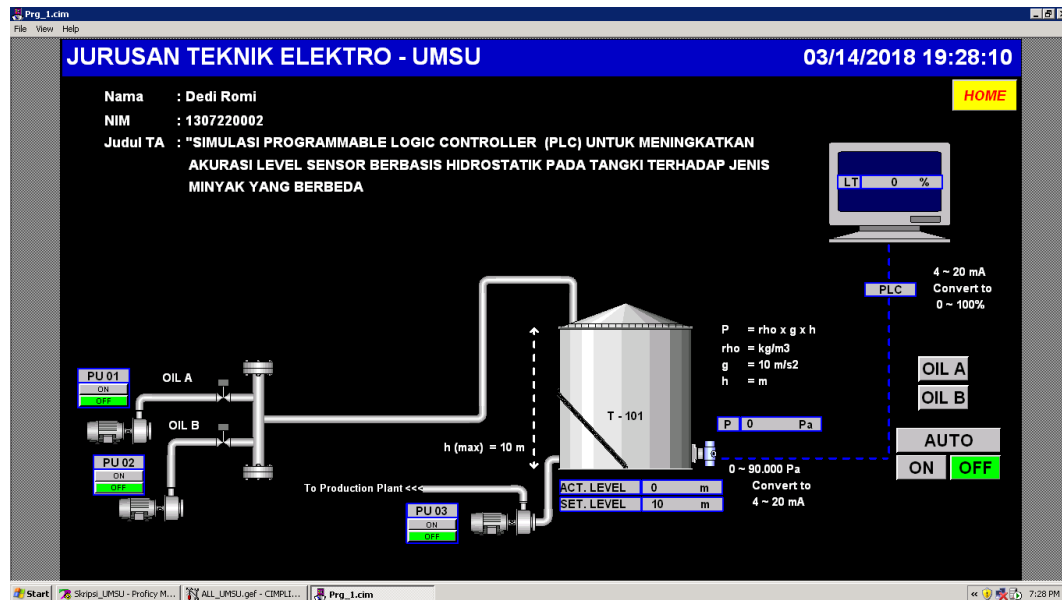 Prg_1.cim
File View Help
JURUSAN TEKNIK ELEKTRO - UMSU 03/14/2018 19:28:10
HOME
Nama : Dedi Romi
NIM : 1307220002
Judul TA : "SIMULASI PROGRAMMABLE LOGIC CONTROLLER (PLC) UNTUK MENINGKATKAN
AKURASI LEVEL SENSOR BERBASIS HIDROSTATIK PADA TANGKI TERHADAP JENIS
MINYAK YANG BERBEDA
LT 0 %
4 ~ 20 mA
Convert to
0 ~ 100%
PLC
P = rho x g x h
rho = kg/m3
g = 10 m/s2
h = m
OIL A
OIL B
PU 01
ON
OFF
OIL A
OIL B
T - 101
P 0 Pa
h (max) = 10 m
AUTO
ON OFF
PU 02
ON
OFF
0 ~ 90.000 Pa
Convert to
4 ~ 20 mA
To Production Plant <<<
ACT. LEVEL 0 m
SET. LEVEL 10 m
PU 03
ON
OFF
Start Skripsi_UMSU - Proficy M... ALL_UMSU.gef - CIMPLI... Prg_1.cim « 7:28 PM